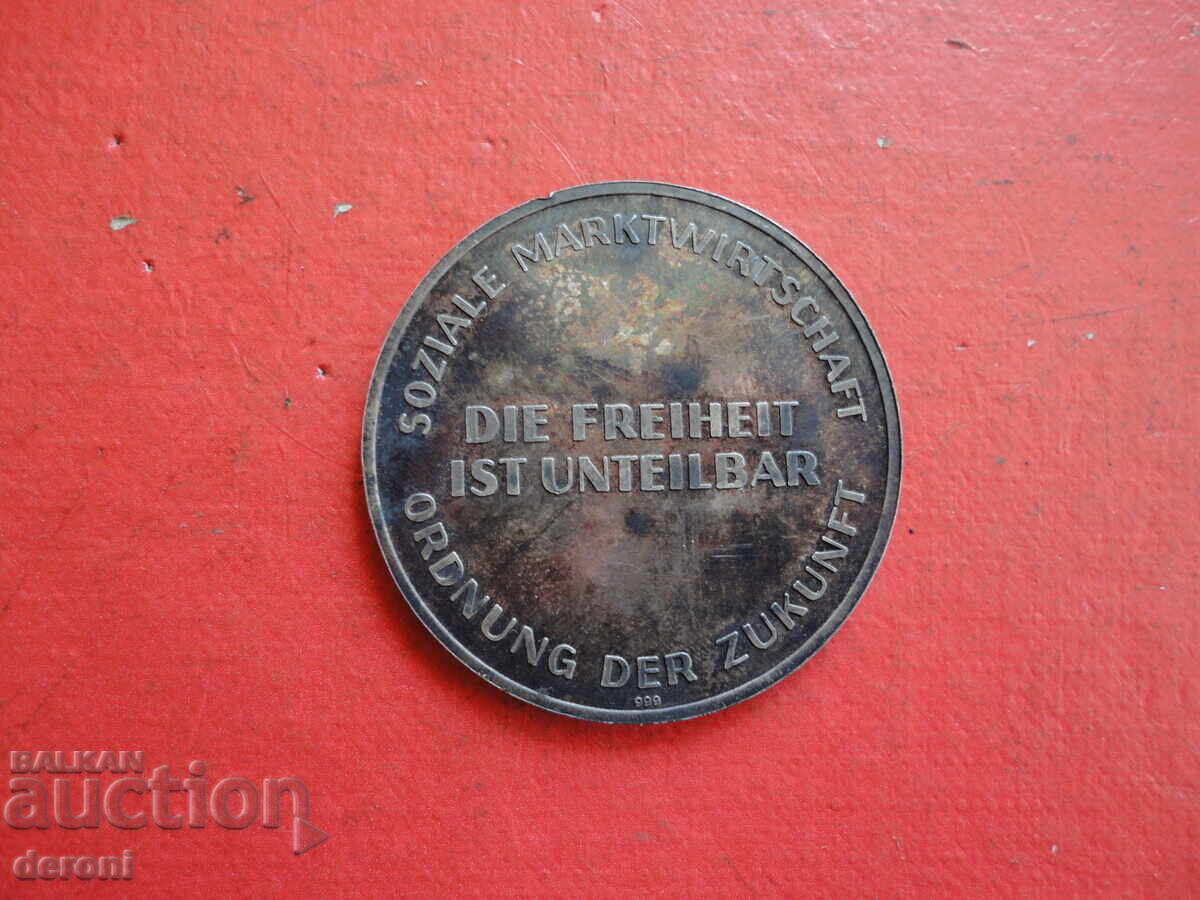 SOZIALE MARKTWIRTSCHAFT
DIE FREIHEIT
IST UNTEILBAR
ORDNUNG DER ZUKUNFT
999
BALKAN
auction
deroni